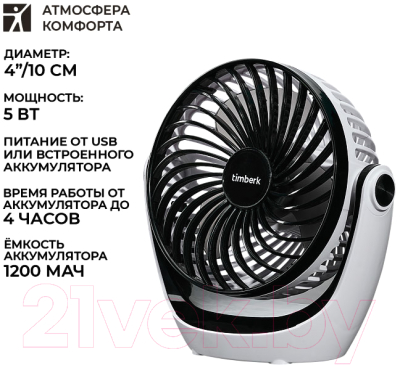 АТМОСФЕРА
КОМФОРТА
ДИАМЕТР:
4”/10 СМ
МОЩНОСТЬ:
5 ВТ
ПИТАНИЕ ОТ USB
ИЛИ ВСТРОЕННОГО
АККУМУЛЯТОРА
ВРЕМЯ РАБОТЫ ОТ
АККУМУЛЯТОРА ДО
4 ЧАСОВ
ЁМКОСТЬ
АККУМУЛЯТОРА
1200 МАЧ
timberk
21vek.by